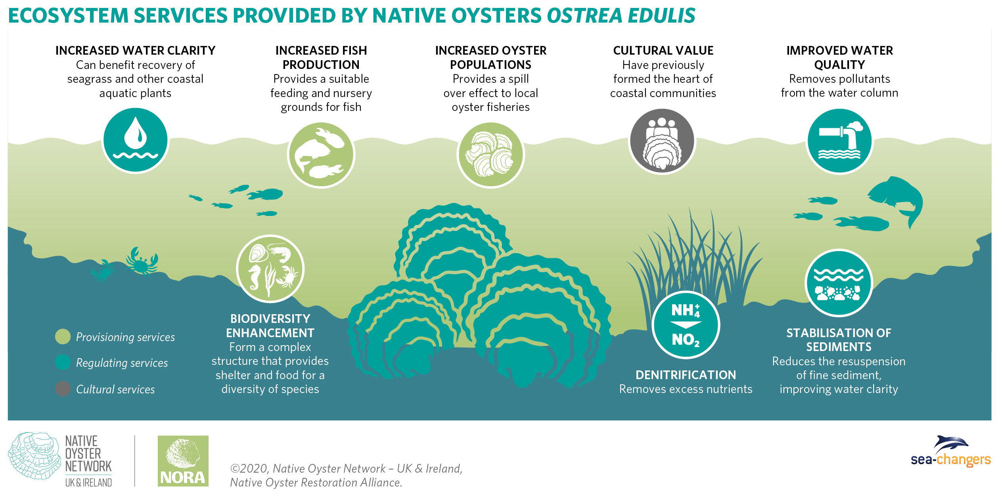 ECOSYSTEM SERVICES PROVIDED BY NATIVE OYSTERS OSTREA EDULIS
INCREASED WATER CLARITY
Can benefit recovery of
seagrass and other coastal
aquatic plants
INCREASED FISH
PRODUCTION
Provides a suitable
feeding and nursery
grounds for fish
INCREASED OYSTER
POPULATIONS
Provides a spill
over effect to local
oyster fisheries
CULTURAL VALUE
Have previously
formed the heart of
coastal communities
IMPROVED WATER
QUALITY
Removes pollutants
from the water column
Provisioning services
Regulating services
Cultural services
BIODIVERSITY
ENHANCEMENT
Form a complex
structure that provides
shelter and food for a
diversity of species
NH₄⁺
NO₂
DENITRIFICATION
Removes excess nutrients
STABILISATION OF
SEDIMENTS
Reduces the resuspension
of fine sediment,
improving water clarity
NATIVE
OYSTER
NETWORK
UK & IRELAND
NORA
©2020, Native Oyster Network – UK & Ireland,
Native Oyster Restoration Alliance.
sea-changers